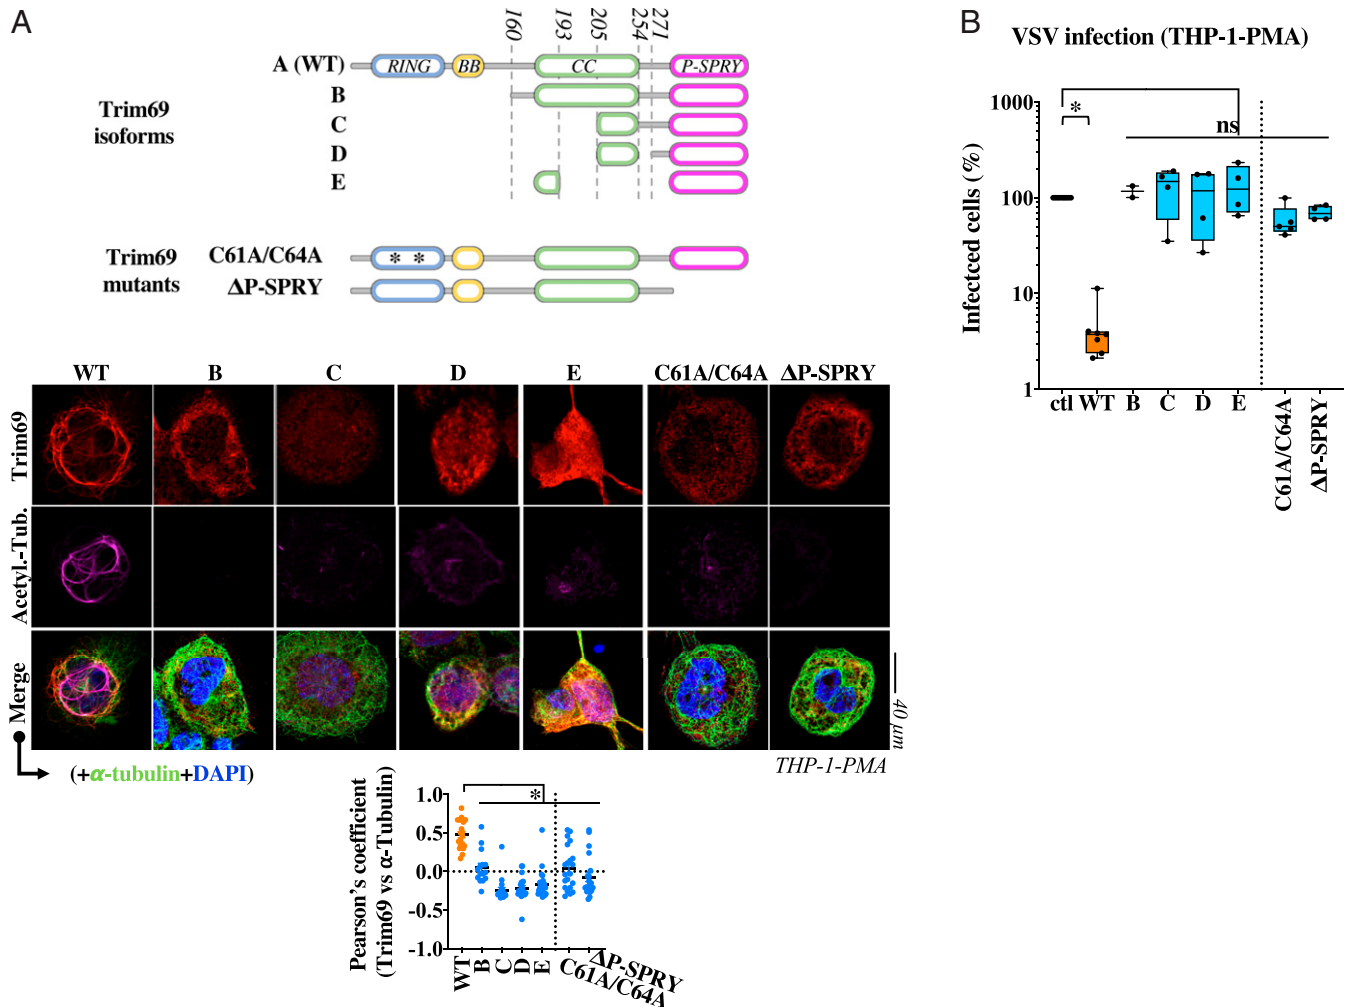 A
160 193 205 254 271
A (WT) RING BB CC P-SPRY
B
Trim69
isoforms
C
D
E
Trim69
mutants
C61A/C64A * *
ΔP-SPRY
WT B C D E C61A/C64A ΔP-SPRY
Trim69
Acetyl.-Tub.
Merge
40 µm
(+α-tubulin+DAPI)
THP-1-PMA
Pearson's coefficient
(Trim69 vs α-Tubulin)
1.0
0.5
0.0
-0.5
-1.0
*
WT B C D E C61A/C64A ΔP-SPRY
B
VSV infection (THP-1-PMA)
Infectced cells (%)
1000
100
10
1
*
ns
ctl WT B C D E C61A/C64A ΔP-SPRY